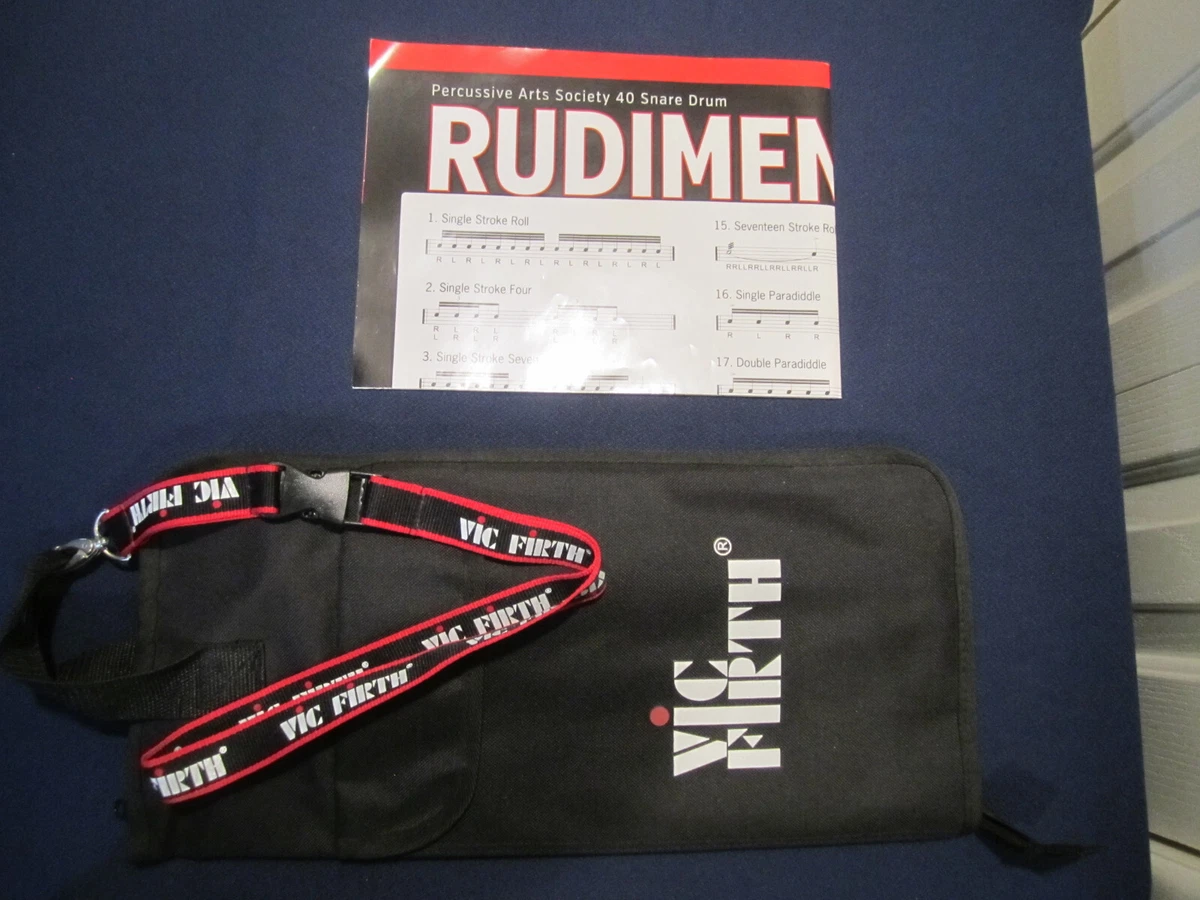 Percussive Arts Society 40 Snare Drum
RUDIMEN
1. Single Stroke Roll
R L R L R L R L R L R L R L R L
2. Single Stroke Four
R L R L
L R L R
3. Single Stroke Seven
15. Seventeen Stroke Ro
RRLLRRLLRRLLRRLLR
16. Single Paradiddle
R L R R
17. Double Paradiddle
VIC FIRTH
VIC FIRTH®
VIC FIRTH®
VIC FIRTH®
FIRTH®
VIC
FIRTH®